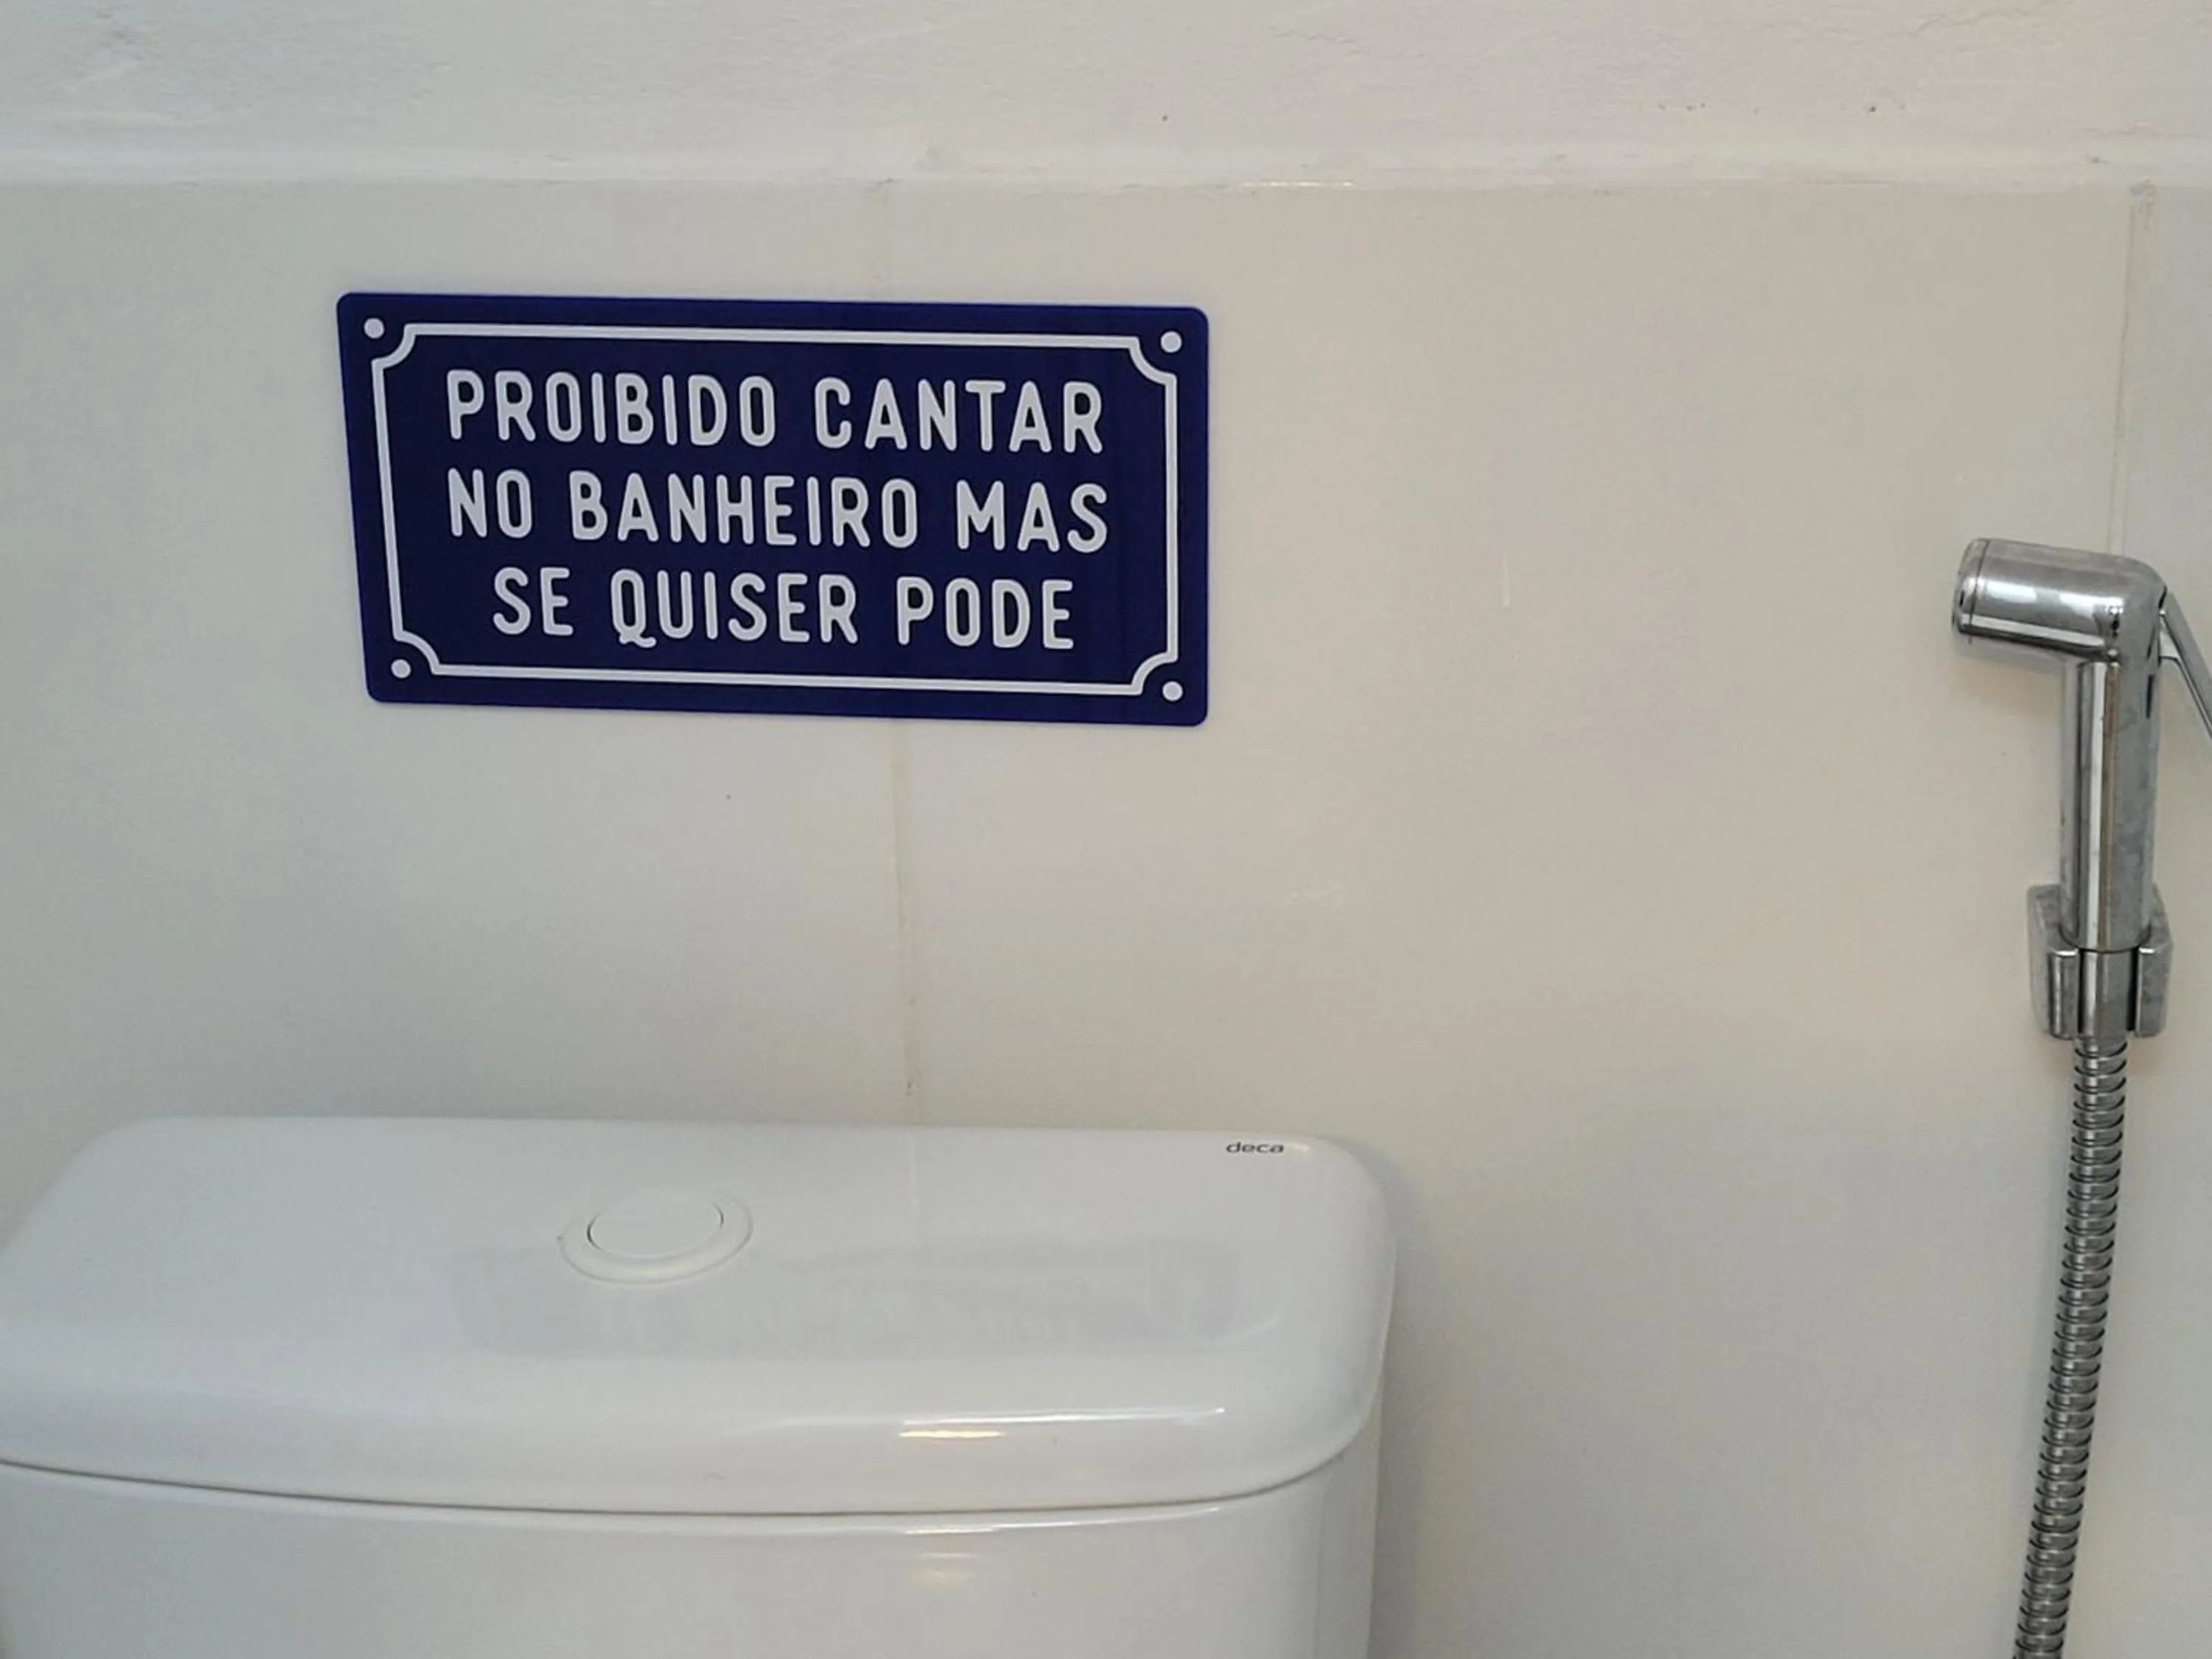 PROIBIDO CANTAR
NO BANHEIRO MAS
SE QUISER PODE
deca